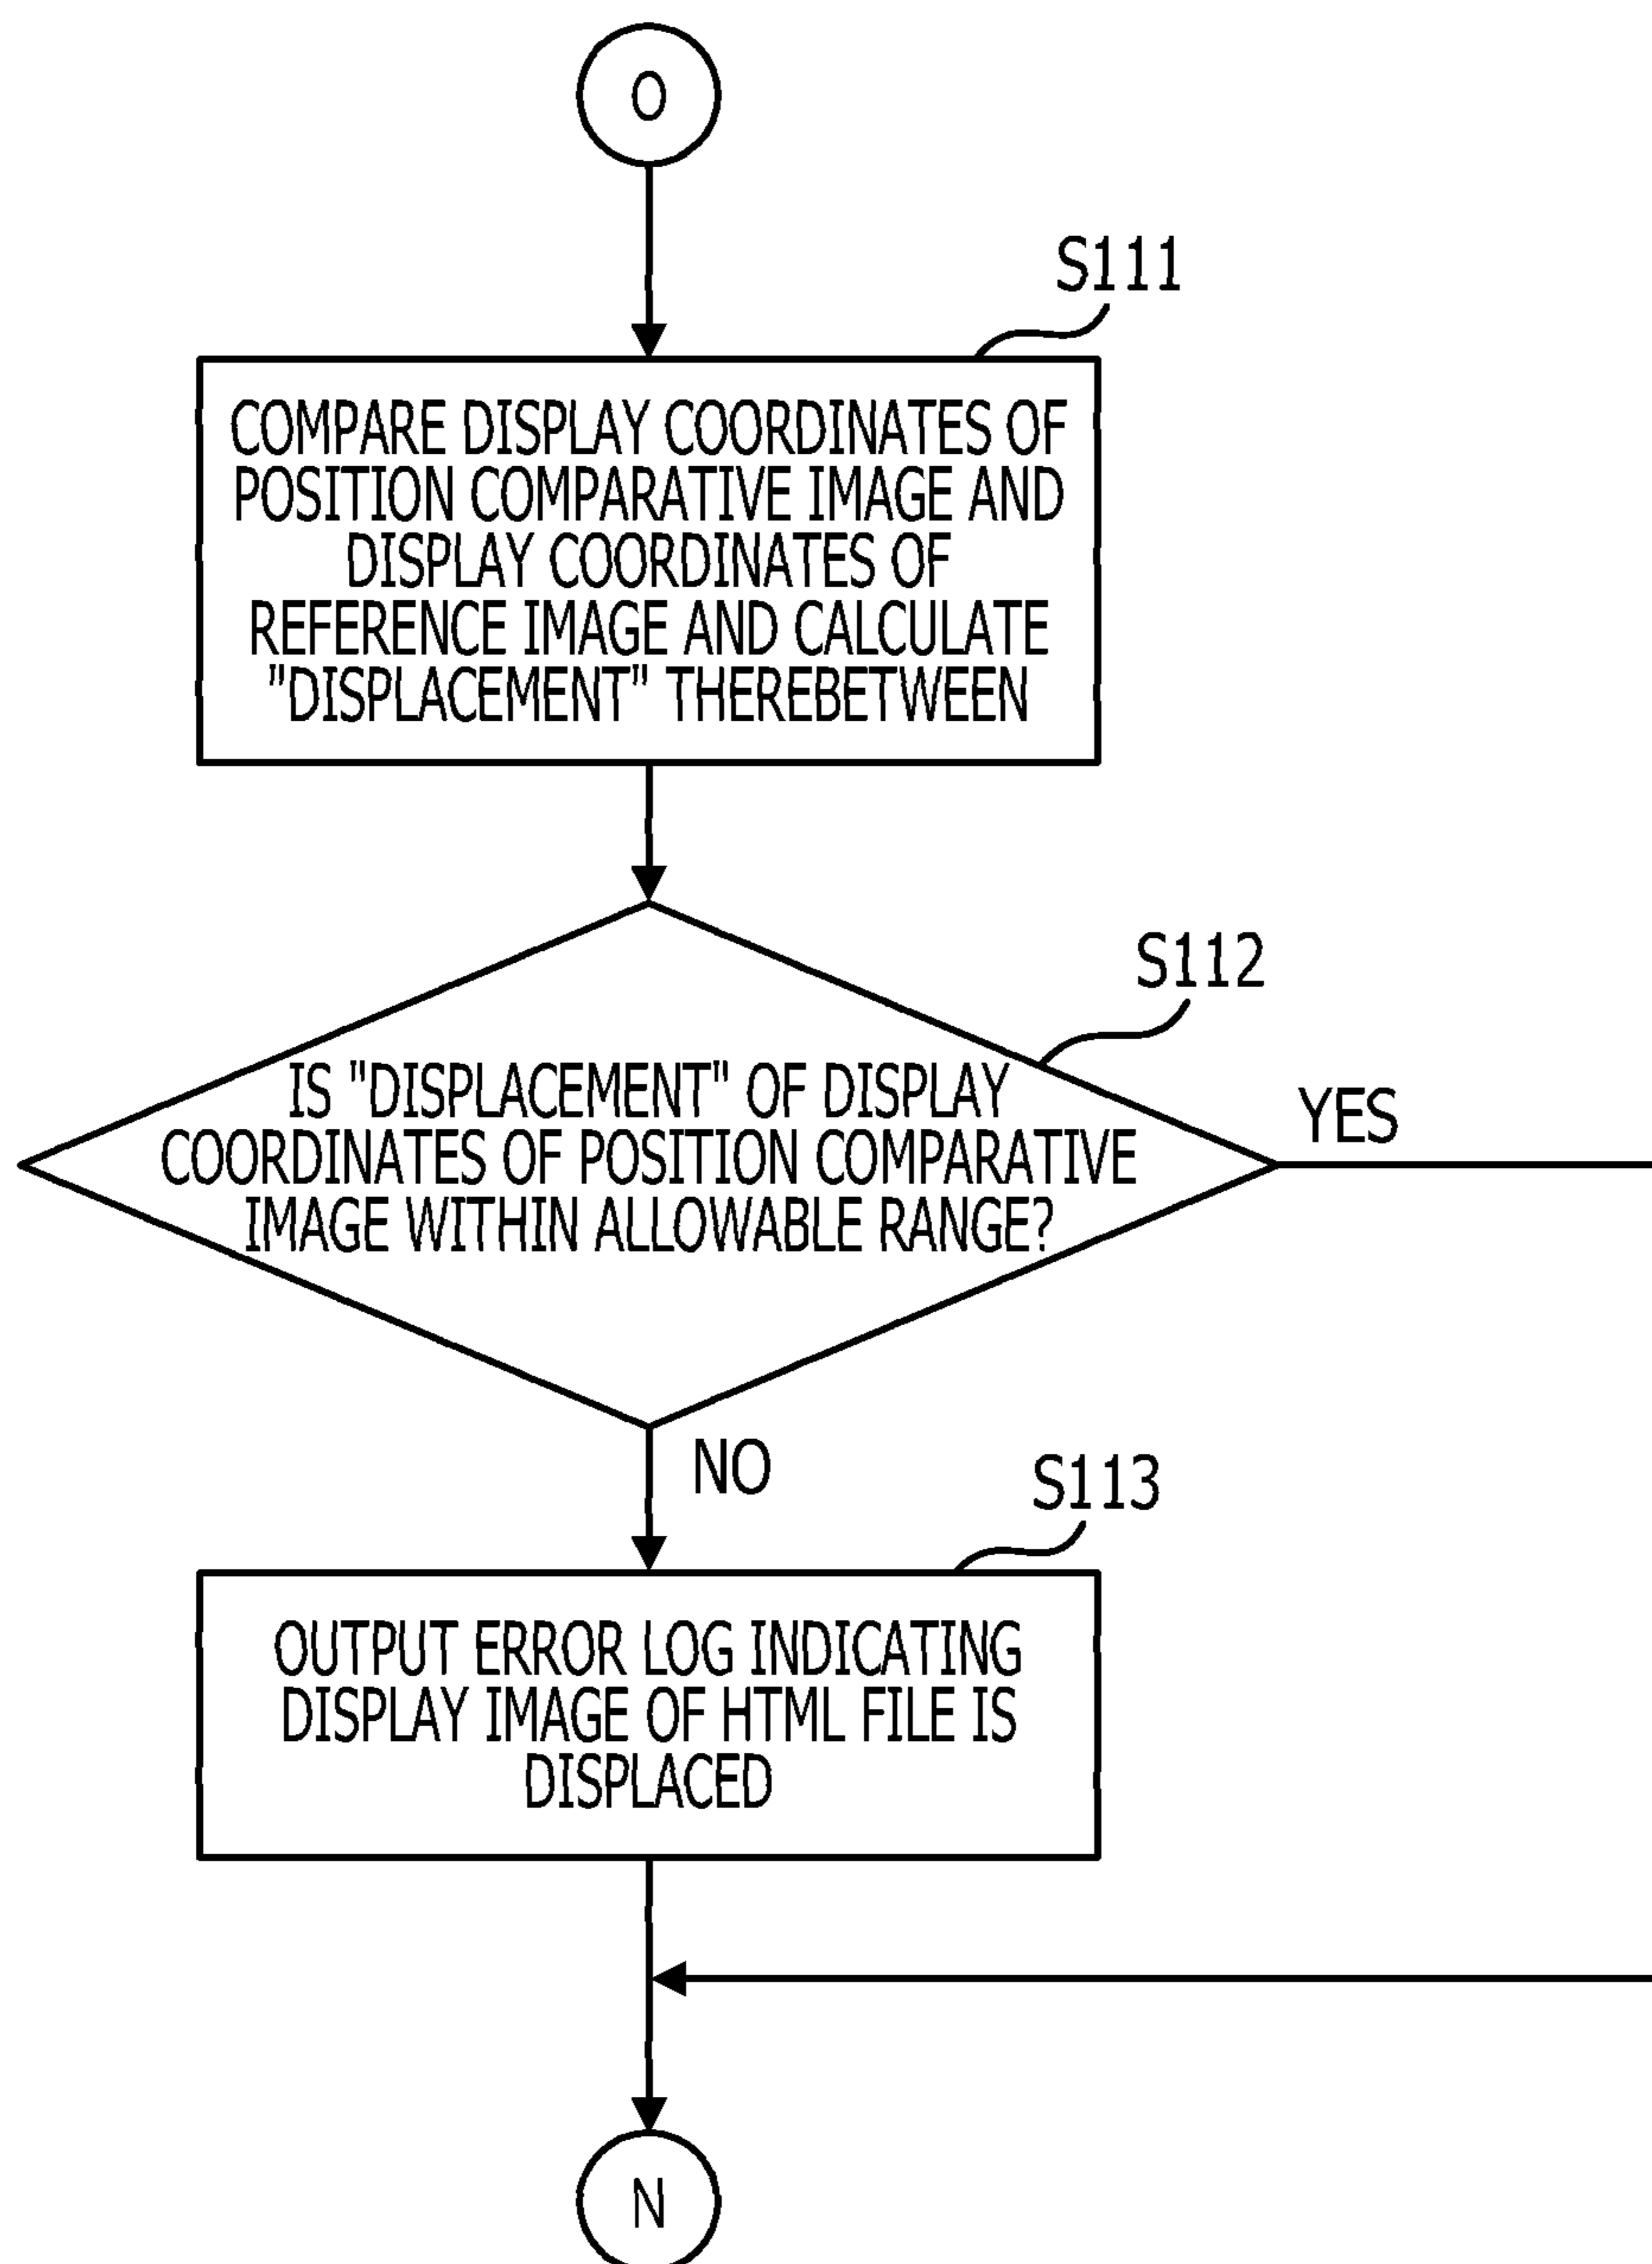 O
S111
COMPARE DISPLAY COORDINATES OF
POSITION COMPARATIVE IMAGE AND
DISPLAY COORDINATES OF
REFERENCE IMAGE AND CALCULATE
"DISPLACEMENT" THEREBETWEEN
S112
IS "DISPLACEMENT" OF DISPLAY
COORDINATES OF POSITION COMPARATIVE
IMAGE WITHIN ALLOWABLE RANGE?
YES
NO
S113
OUTPUT ERROR LOG INDICATING
DISPLAY IMAGE OF HTML FILE IS
DISPLACED
N